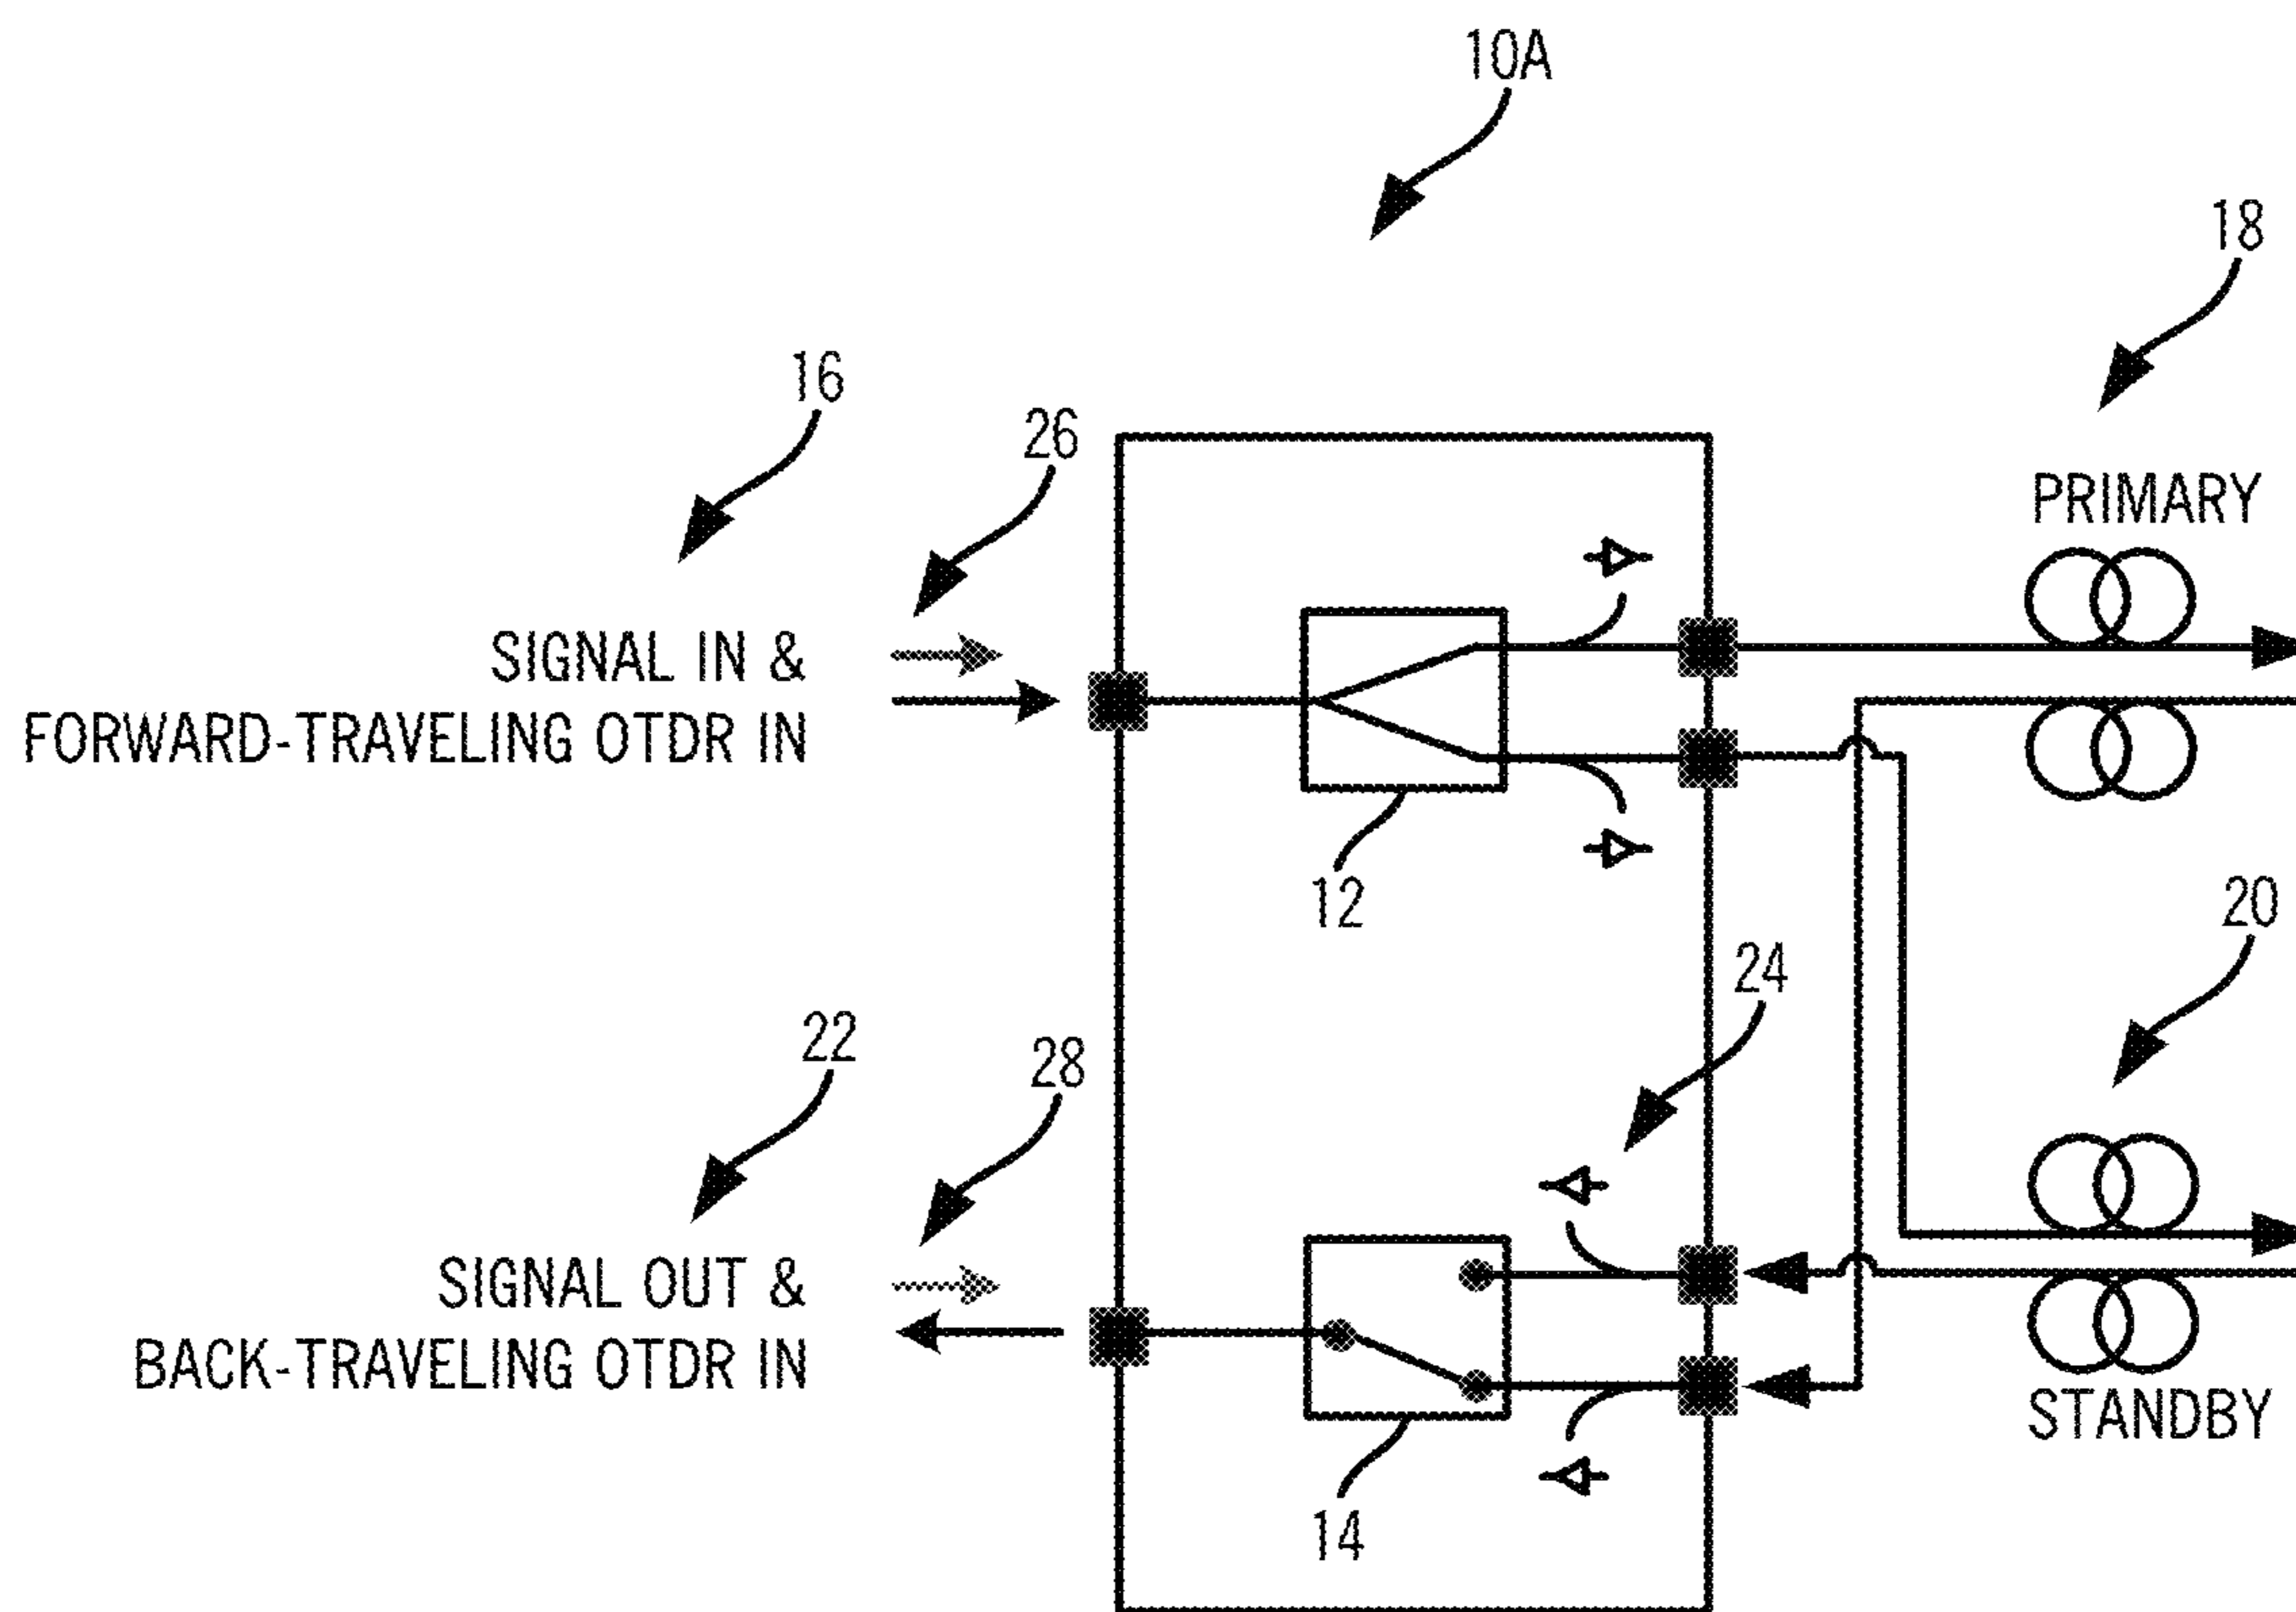 10A
18
16
26
PRIMARY
SIGNAL IN &
FORWARD-TRAVELING OTDR IN
12
20
24
22
28
SIGNAL OUT &
BACK-TRAVELING OTDR IN
STANDBY
14